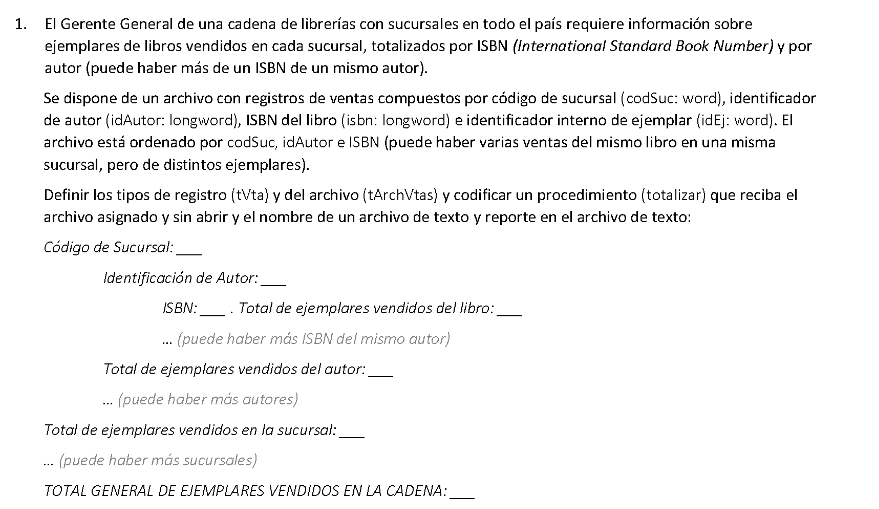 1. El Gerente General de una cadena de librerías con sucursales en todo el país requiere información sobre
ejemplares de libros vendidos en cada sucursal, totalizados por ISBN (International Standard Book Number) y por
autor (puede haber más de un ISBN de un mismo autor).
Se dispone de un archivo con registros de ventas compuestos por código de sucursal (codSuc: word), identificador
de autor (idAutor: longword), ISBN del libro (isbn: longword) e identificador interno de ejemplar (idEj: word). El
archivo está ordenado por codSuc, idAutor e ISBN (puede haber varias ventas del mismo libro en una misma
sucursal, pero de distintos ejemplares).
Definir los tipos de registro (tVta) y del archivo (tArchVtas) y codificar un procedimiento (totalizar) que reciba el
archivo asignado y sin abrir y el nombre de un archivo de texto y reporte en el archivo de texto:
Código de Sucursal:___
Identificación de Autor:___
ISBN:___ . Total de ejemplares vendidos del libro:___
... (puede haber más ISBN del mismo autor)
Total de ejemplares vendidos del autor:___
... (puede haber más autores)
Total de ejemplares vendidos en la sucursal:___
... (puede haber más sucursales)
TOTAL GENERAL DE EJEMPLARES VENDIDOS EN LA CADENA:___